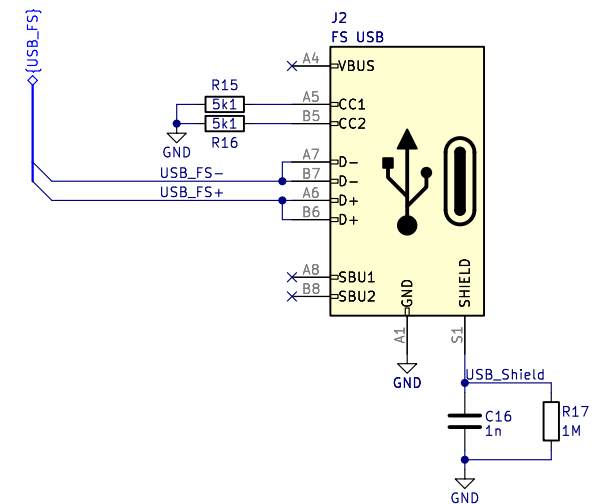 {USB_FS}
J2
FS USB
A4
VBUS
R15
5k1
A5
CC1
5k1
B5
CC2
R16
GND
A7
D-
USB_FS-
B7
D-
USB_FS+
A6
D+
B6
D+
A8
SBU1
B8
SBU2
GND
SHIELD
A1
S1
GND
USB_Shield
C16
1n
R17
1M
GND